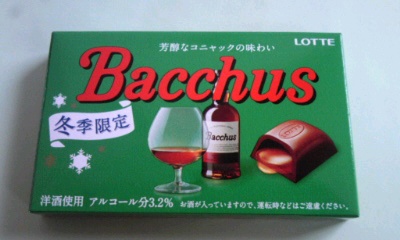 芳醇なコニャックの味わい
LOTTE
Bacchus
冬季限定
Bacchus
洋酒使用 アルコール分3.2% お酒が入っていますので、運転時などはご遠慮ください。